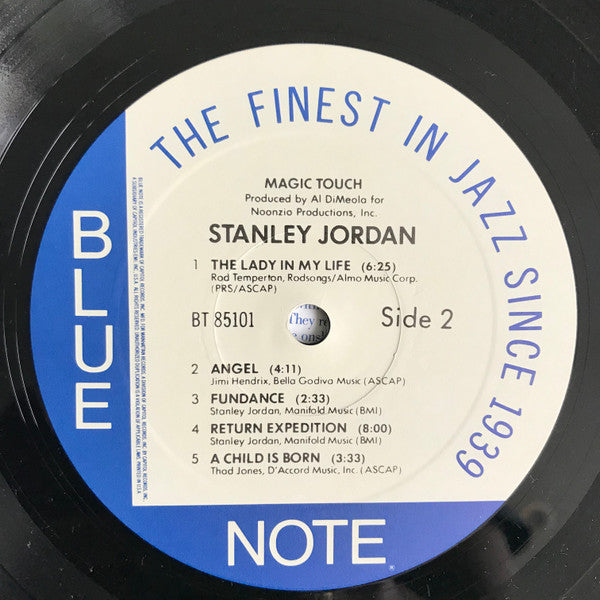 THE FINEST IN JAZZ SINCE 1939
MAGIC TOUCH
Produced by Al DiMeola for
Noonzio Productions, Inc.
STANLEY JORDAN
1 THE LADY IN MY LIFE (6:25)
Rod Temperton, Rodsongs/Almo Music Corp.
(PRS/ASCAP)
BT 85101
They re
Side 2
2 ANGEL (4:11)
Jimi Hendrix, Bella Godiva Music (ASCAP)
3 FUNDANCE (2:33)
Stanley Jordan, Manifold Music (BMI)
4 RETURN EXPEDITION (8:00)
Stanley Jordan, Manifold Music (BMI)
5 A CHILD IS BORN (3:33)
Thad Jones, D'Accord Music, Inc. (ASCAP)
BLUE
NOTE